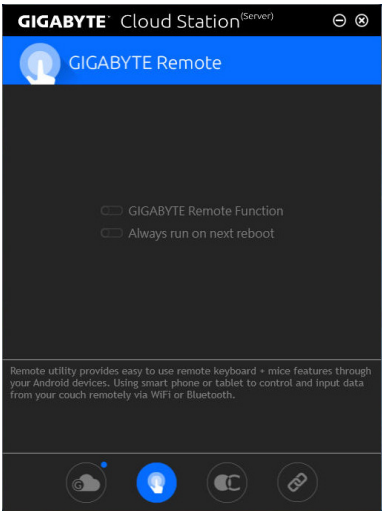 GIGABYTE Cloud Station(Server)
GIGABYTE Remote
GIGABYTE Remote Function
Always run on next reboot
Remote utility provides easy to use remote keyboard + mice features through
your Android devices. Using smart phone or tablet to control and input data
from your couch remotely via WiFi or Bluetooth.
G